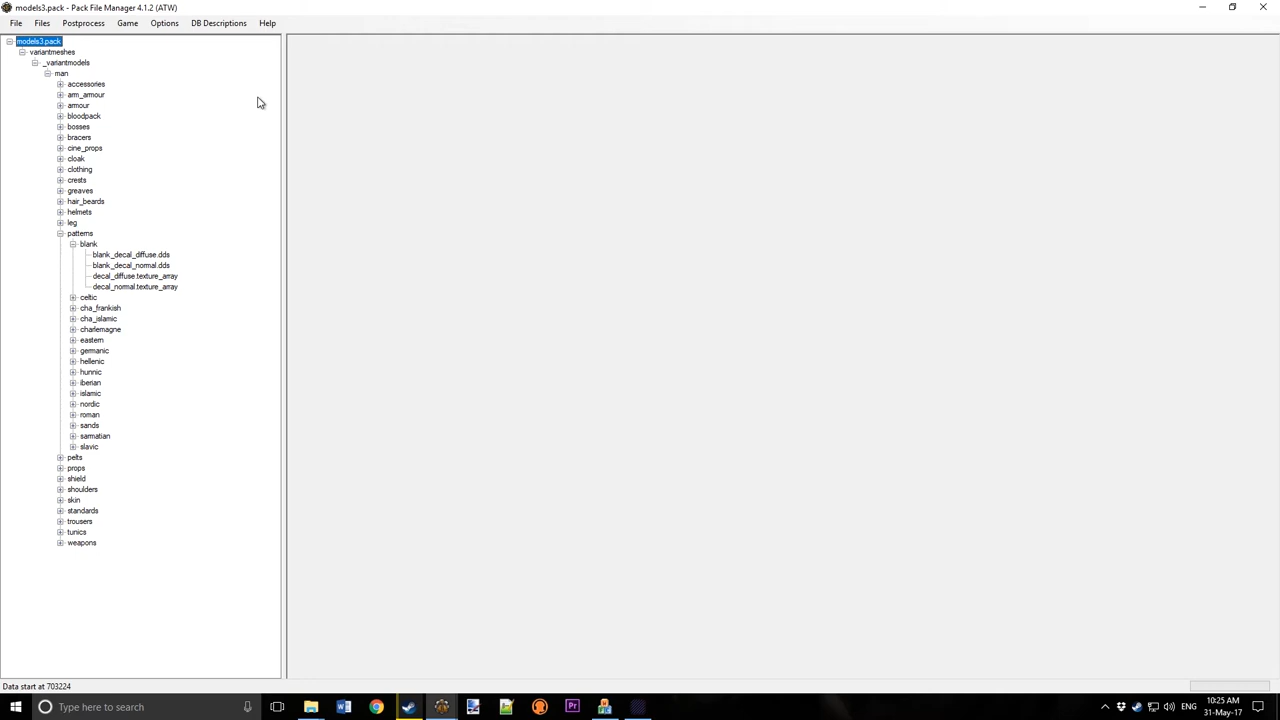 models3.pack - Pack File Manager 4.1.2 (ATW)
File Files Postprocess Game Options DB Descriptions Help
models3.pack
variantmeshes
_variantmodels
man
accessories
arm_armour
armour
bloodpack
bosses
bracers
cine_props
cloak
clothing
crests
greaves
hair_beards
helmets
leg
patterns
blank
blank_decal_diffuse.dds
blank_decal_normal.dds
decal_diffuse.texture_array
decal_normal.texture_array
celtic
cha_frankish
cha_islamic
charlemagne
eastern
germanic
hellenic
hunnic
iberian
islamic
nordic
roman
sands
sarmatian
slavic
pelts
props
shield
shoulders
skin
standards
trousers
tunics
weapons
Data start at 703224
Type here to search
ENG
10:25 AM
31-May-17